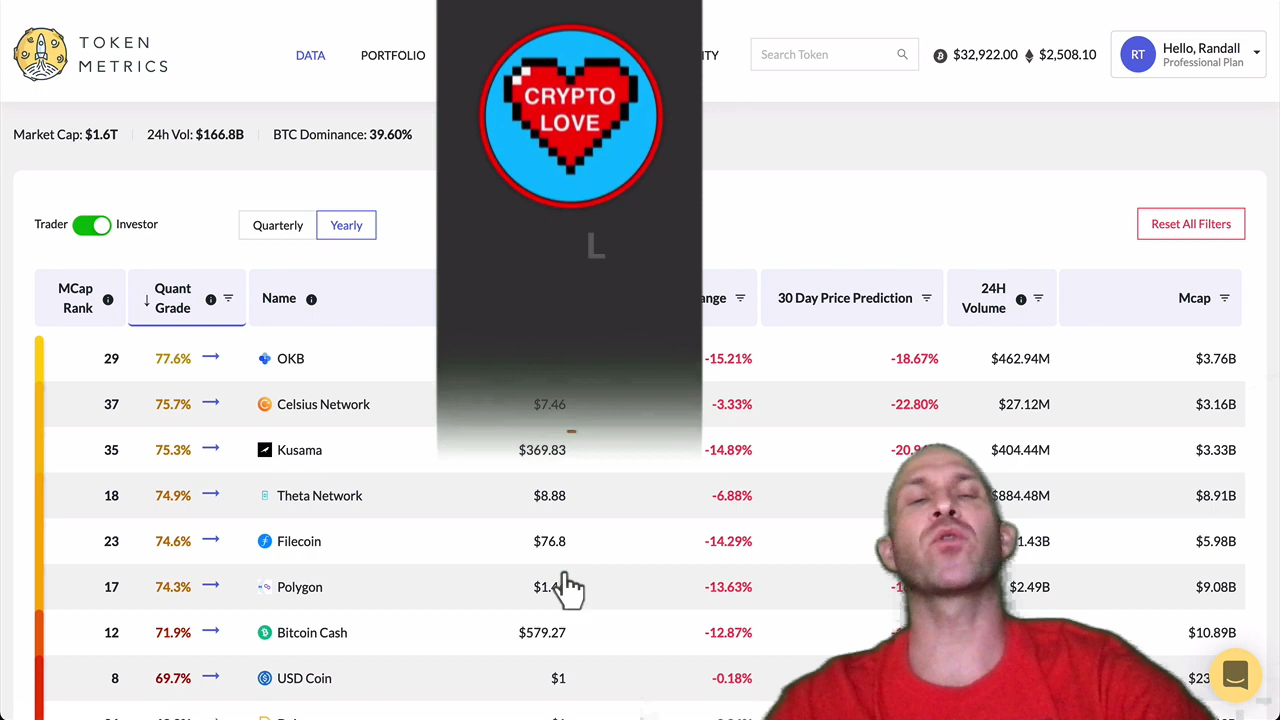 TOKEN
METRICS
DATA
PORTFOLIO
ITY
Search Token
$32,922.00
$2,508.10
RT
Hello, Randall
Professional Plan
Market Cap: $1.6T
24h Vol: $166.8B
BTC Dominance: 39.60%
CRYPTO
LOVE
L
Trader
Investor
Quarterly
Yearly
Reset All Filters
MCap
Rank
Quant
Grade
Name
ange
30 Day Price Prediction
24H
Volume
Mcap
29 77.6% OKB -15.21% -18.67% $462.94M $3.76B
37 75.7% Celsius Network $7.46 -3.33% -22.80% $27.12M $3.16B
35 75.3% Kusama $369.83 -14.89% $404.44M $3.33B
18 74.9% Theta Network $8.88 -6.88% $884.48M $8.91B
23 74.6% Filecoin $76.8 -14.29% 1.43B $5.98B
17 74.3% Polygon $1. -13.63% $2.49B $9.08B
12 71.9% Bitcoin Cash $579.27 -12.87% $10.89B
8 69.7% USD Coin $1 -0.18% $23